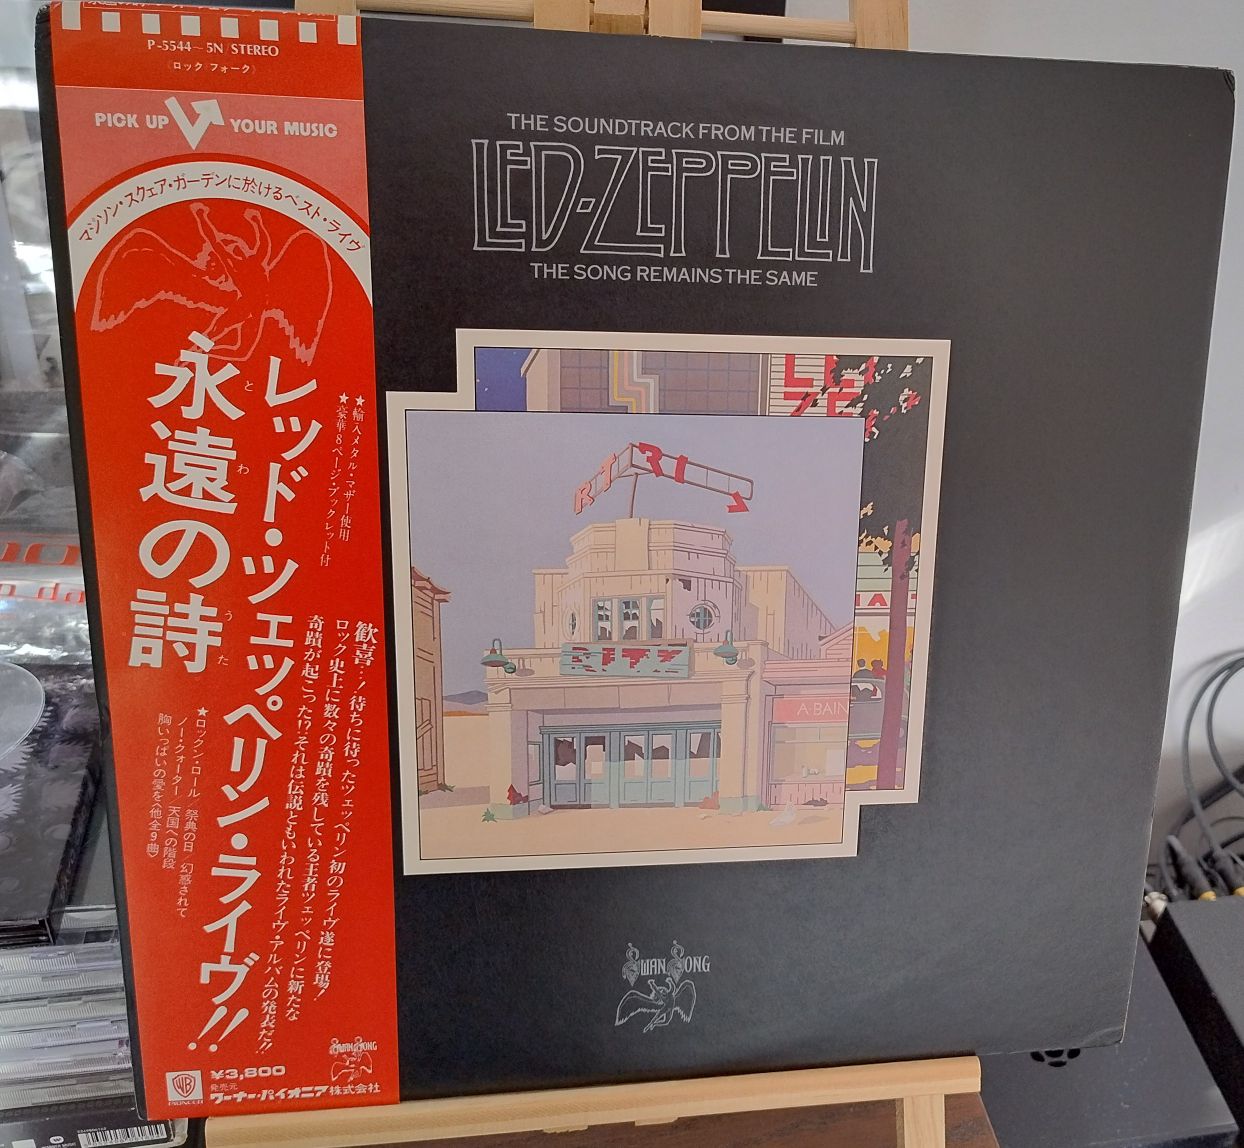 P-5544~5N/STEREO
(ロック フォーク)
PICK UP YOUR MUSIC
マジソン・スクェア・ガーデンに於けるベスト・ライヴ
レッド・ツェッペリン・ライヴ!!
永遠の詩
とわ
うた
★輸入メタル・マザー使用
★豪華8ページ・ブックレット付
歓喜…!待ちに待ったツェッペリン初のライヴ遂に登場!
ロック史上に数々の奇蹟を残している王者ツェッペリンに新たな
奇蹟が起こった!?それは伝説ともいわれたライヴ・アルバムの発表だ!!
★ロックン・ロール/祭典の日/幻惑されて
ノー・クォーター/天国への階段
胸いっぱいの愛を〈他全9曲〉
SWAN SONG
¥3,800
発売元
ワーナー・パイオニア株式会社
WB
PIONEER
THE SOUNDTRACK FROM THE FILM
LED-ZEPPELIN
THE SONG REMAINS THE SAME
LED
ZE
RITZ
A·BAIN
SWAN SONG